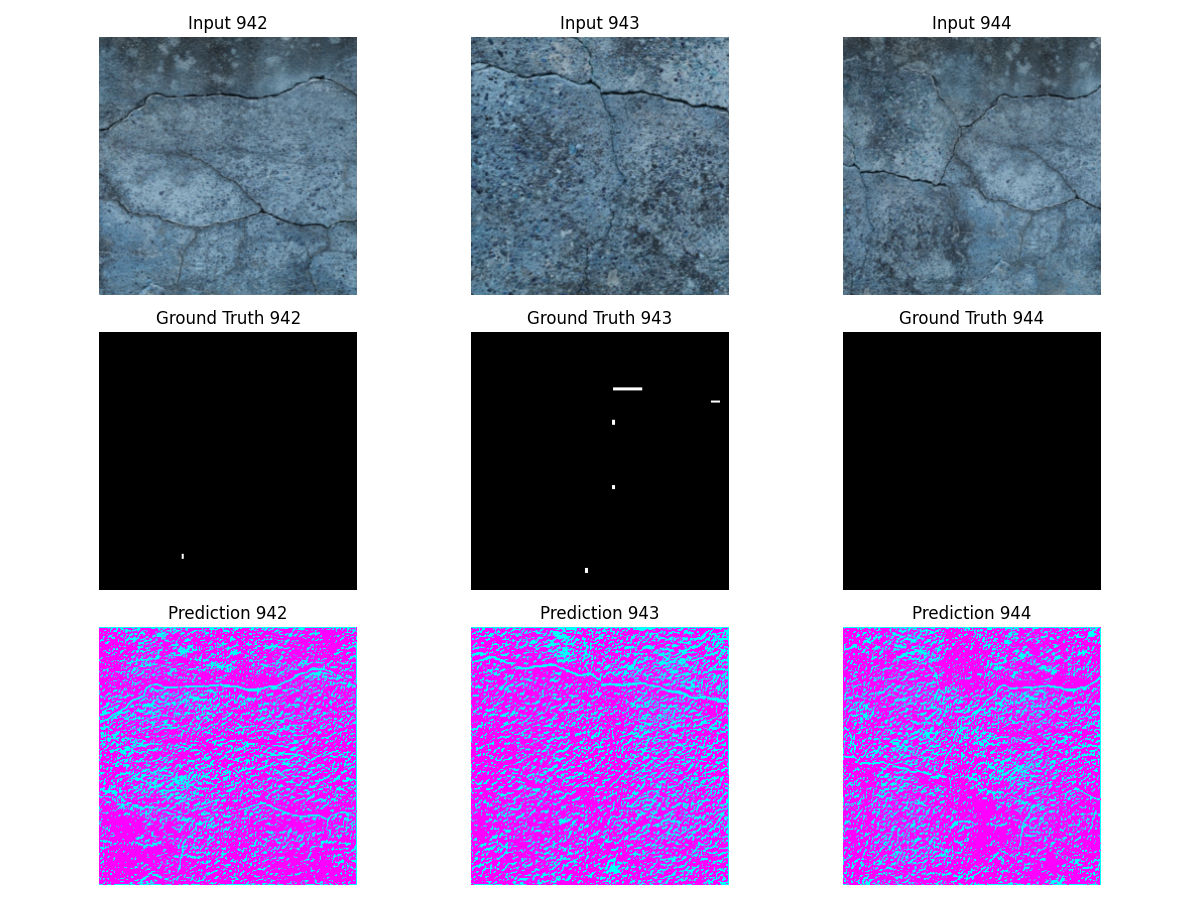 Input 942
Input 943
Input 944
Ground Truth 942
Ground Truth 943
Ground Truth 944
Prediction 942
Prediction 943
Prediction 944